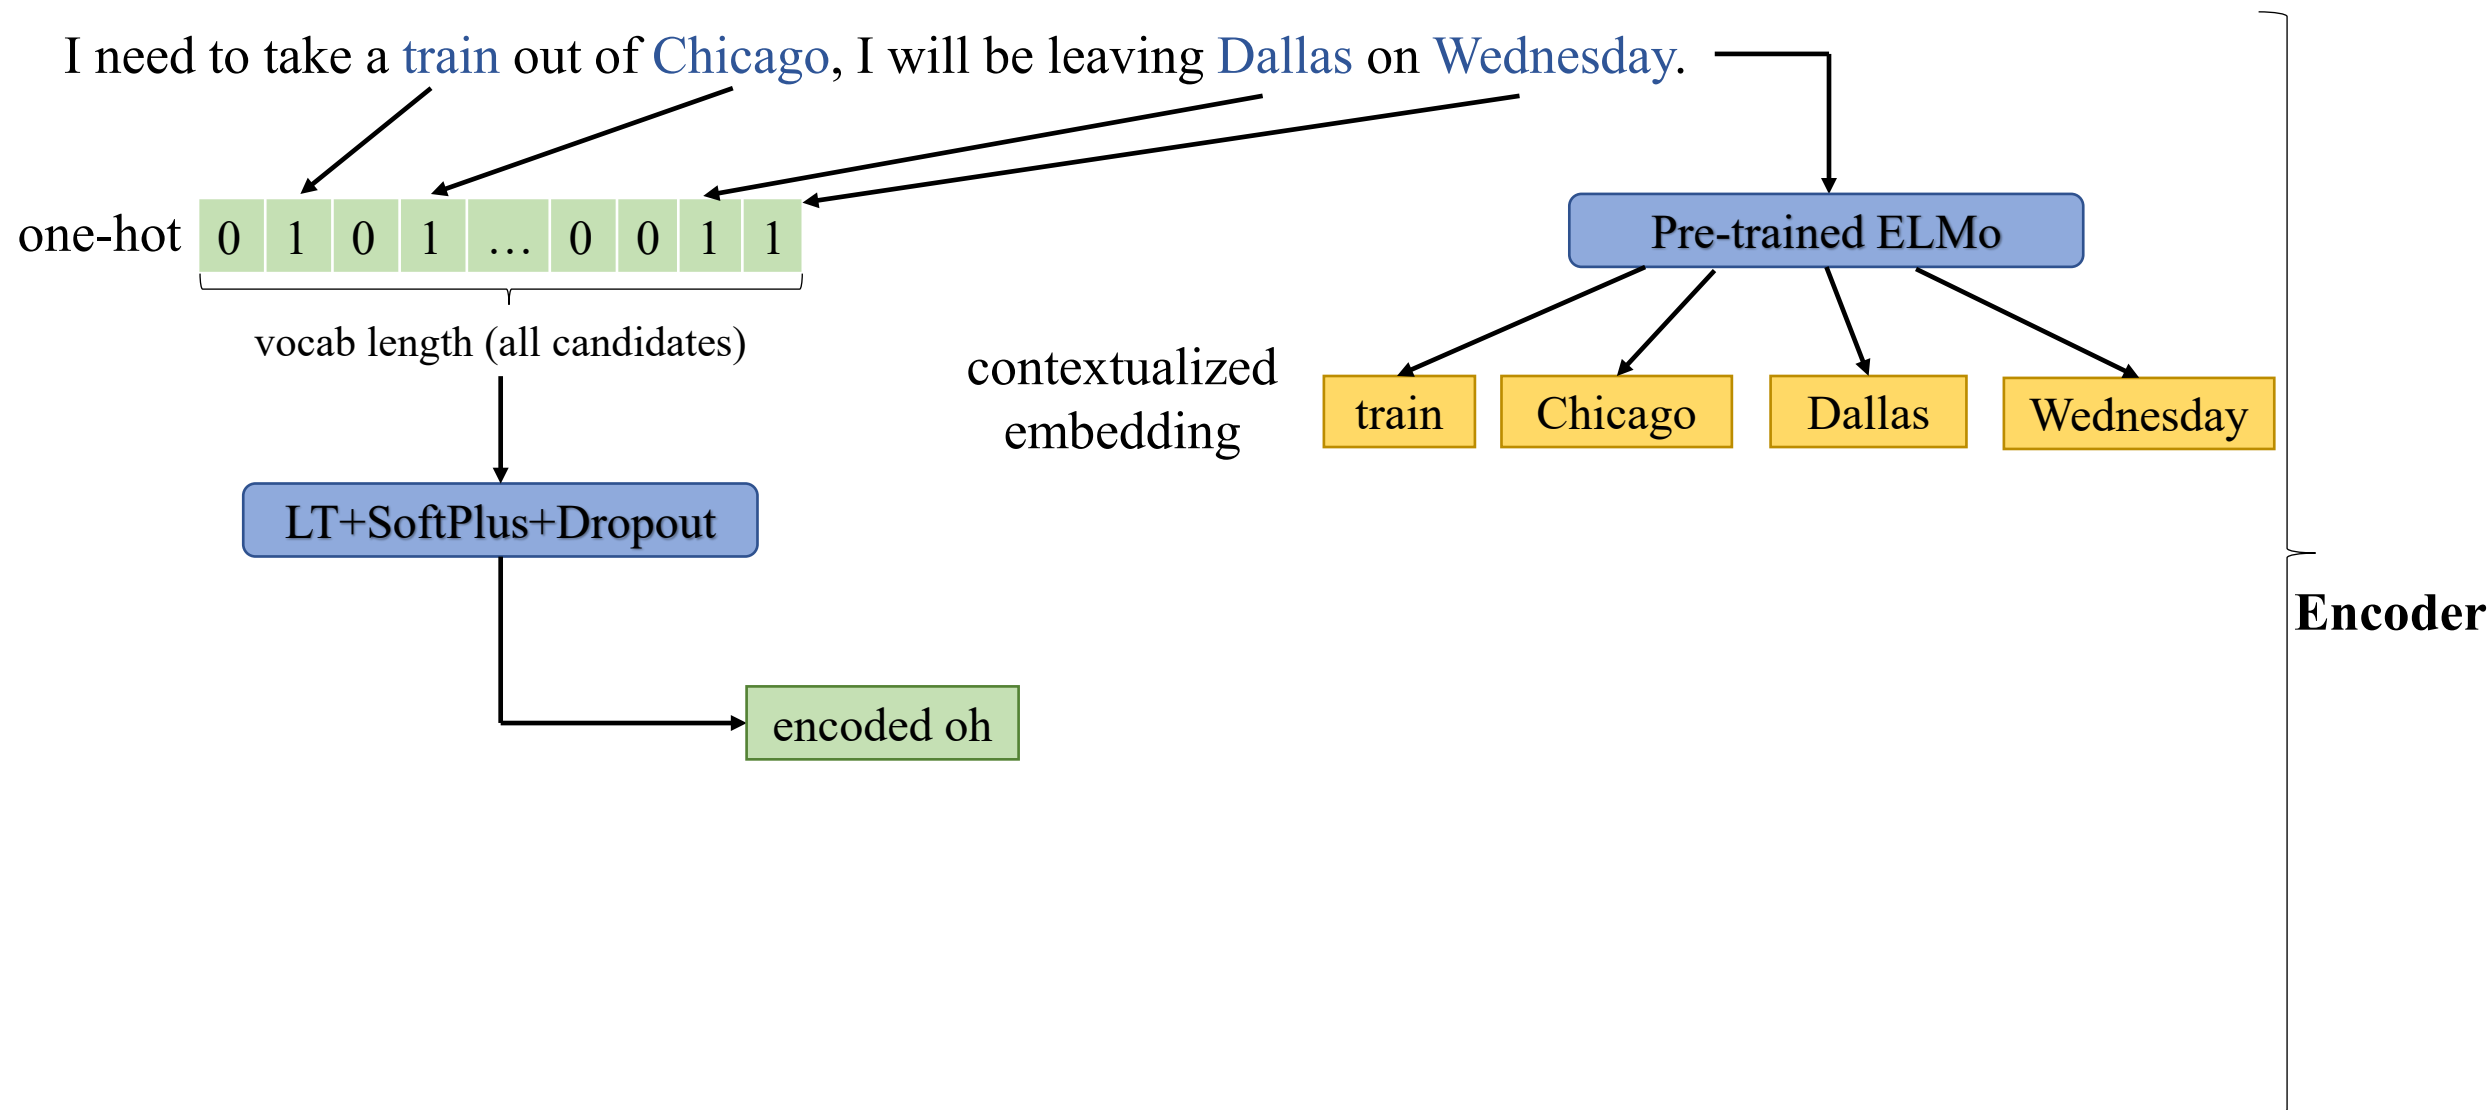 I need to take a train out of Chicago, I will be leaving Dallas on Wednesday.
one-hot 0 1 0 1 … 0 0 1 1
Pre-trained ELMo
vocab length (all candidates)
contextualized
embedding
train Chicago Dallas Wednesday
LT+SoftPlus+Dropout
Encoder
encoded oh